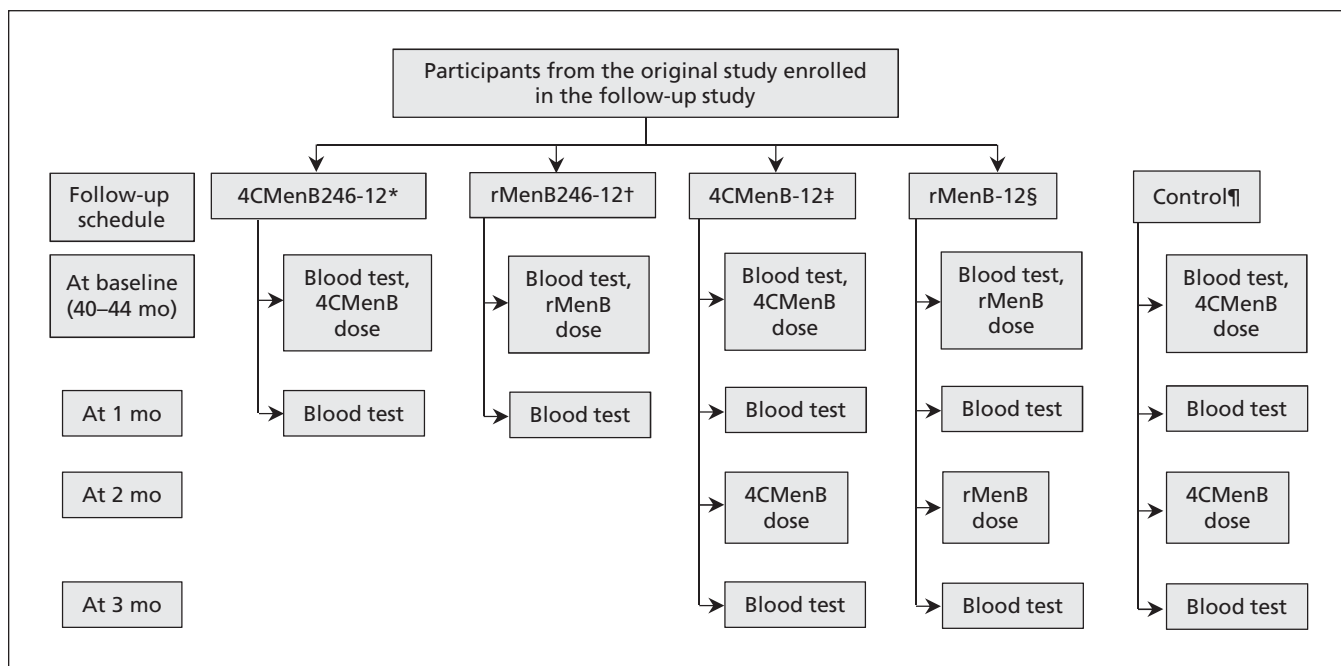 Participants from the original study enrolled
in the follow-up study
Follow-up
schedule
4CMenB246-12*
rMenB246-12†
4CMenB-12‡
rMenB-12§
Control¶
At baseline
(40–44 mo)
Blood test,
4CMenB
dose
Blood test,
rMenB
dose
Blood test,
4CMenB
dose
Blood test,
rMenB
dose
Blood test,
4CMenB
dose
At 1 mo
Blood test
Blood test
Blood test
Blood test
Blood test
At 2 mo
4CMenB
dose
rMenB
dose
4CMenB
dose
At 3 mo
Blood test
Blood test
Blood test